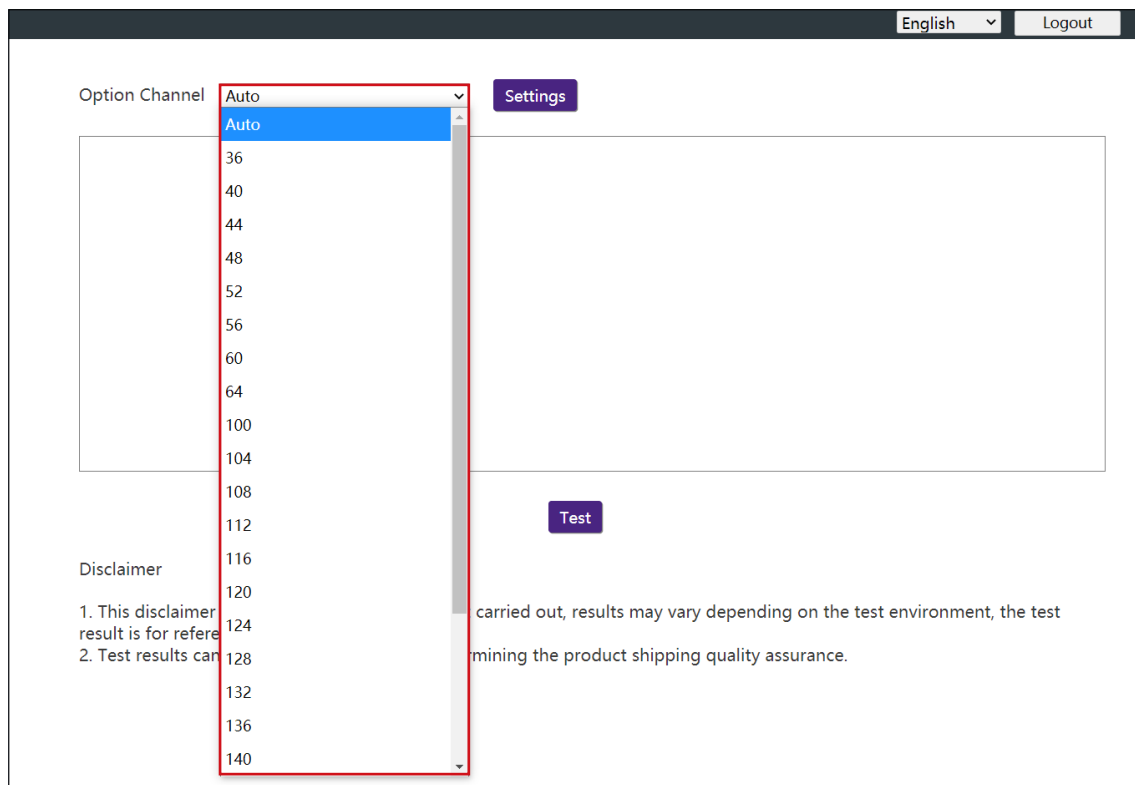 English
Logout
Option Channel
Auto
Settings
Auto
36
40
44
48
52
56
60
64
100
104
108
112
116
120
124
128
132
136
140
Test
Disclaimer
1. This disclaimer carried out, results may vary depending on the test environment, the test
result is for refere
2. Test results can rmining the product shipping quality assurance.